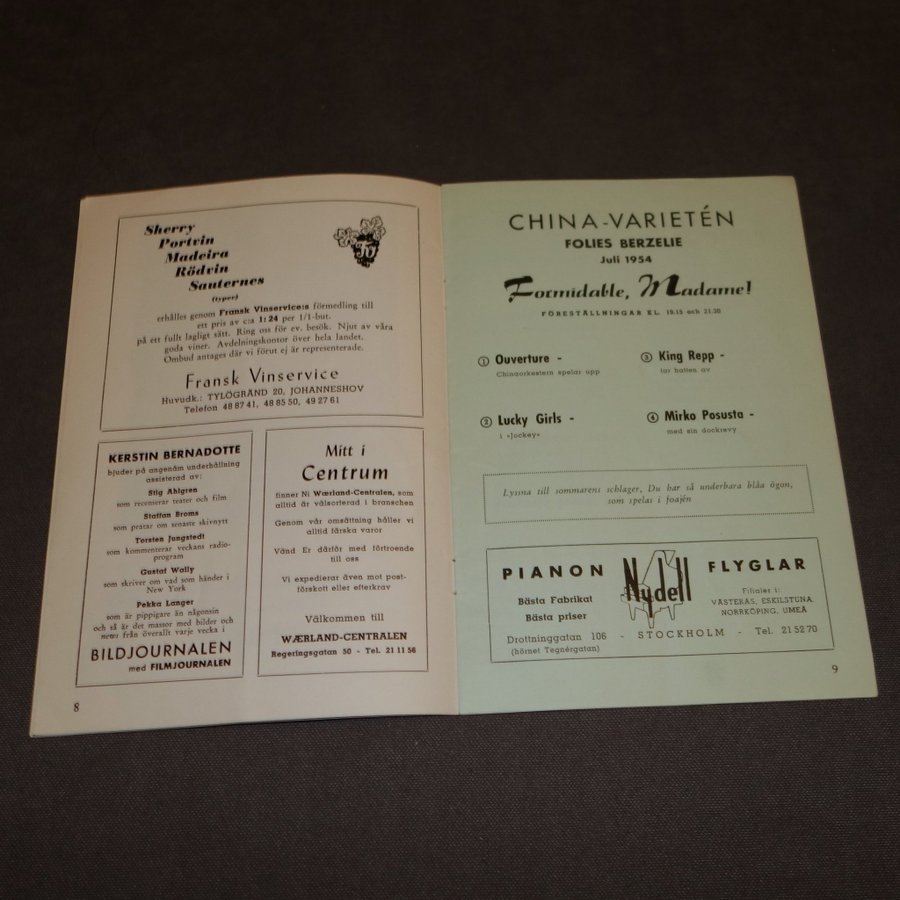 Sherry
Portvin
Madeira
Rödvin
Sauternes
(typer)
erhålles genom Fransk Vinservice:s förmedling till
ett pris av c:a 1:24 per 1/1-but.
på ett fullt lagligt sätt. Ring oss för ev. besök. Njut av våra
goda viner. Avdelningskontor över hela landet.
Ombud antages där vi förut ej är representerade.
Fransk Vinservice
Huvudk.: TYLÖGRÄND 20, JOHANNESHOV
Telefon 48 87 41, 48 85 50, 49 27 61
KERSTIN BERNADOTTE
bjuder på angenäm underhållning
assisterad av:
Stig Ahlgren
som recenserar teater och film
Staffan Broms
som pratar om senaste skivnytt
Torsten Jungstedt
som kommenterar veckans radio-
program
Gustaf Wally
som skriver om vad som händer i
New York
Pekka Langer
som är pippigare än någonsin
och så är det massor med bilder och
news från överallt varje vecka i
BILDJOURNALEN
med FILMJOURNALEN
Mitt i
Centrum
finner Ni Wærland-Centralen, som
alltid är välsorterad i branschen
Genom vår omsättning håller vi
alltid färska varor
Vänd Er därför med förtroende
till oss
Vi expedierar även mot post-
förskott eller efterkrav
Välkommen till
WÆRLAND-CENTRALEN
Regeringsgatan 50 - Tel. 21 11 56
8
CHINA-VARIETÉN
FOLIES BERZELIE
Juli 1954
Formidable, Madame!
FÖRESTÄLLNINGAR KL. 19.15 och 21.30
1 Ouverture -
Chinaorkestern spelar upp
2 Lucky Girls -
i »Jockey»
3 King Repp -
tar hatten av
4 Mirko Posusta -
med sin dockrevy
Lyssna till sommarens schlager, Du har så underbara blåa ögon,
som spelas i foajén
PIANON Nydell FLYGLAR
Bästa Fabrikat
Bästa priser
Filialer i:
VÄSTERÅS, ESKILSTUNA
NORRKÖPING, UMEÅ
Drottninggatan 106 - STOCKHOLM - Tel. 21 52 70
(hörnet Tegnérgatan)
9